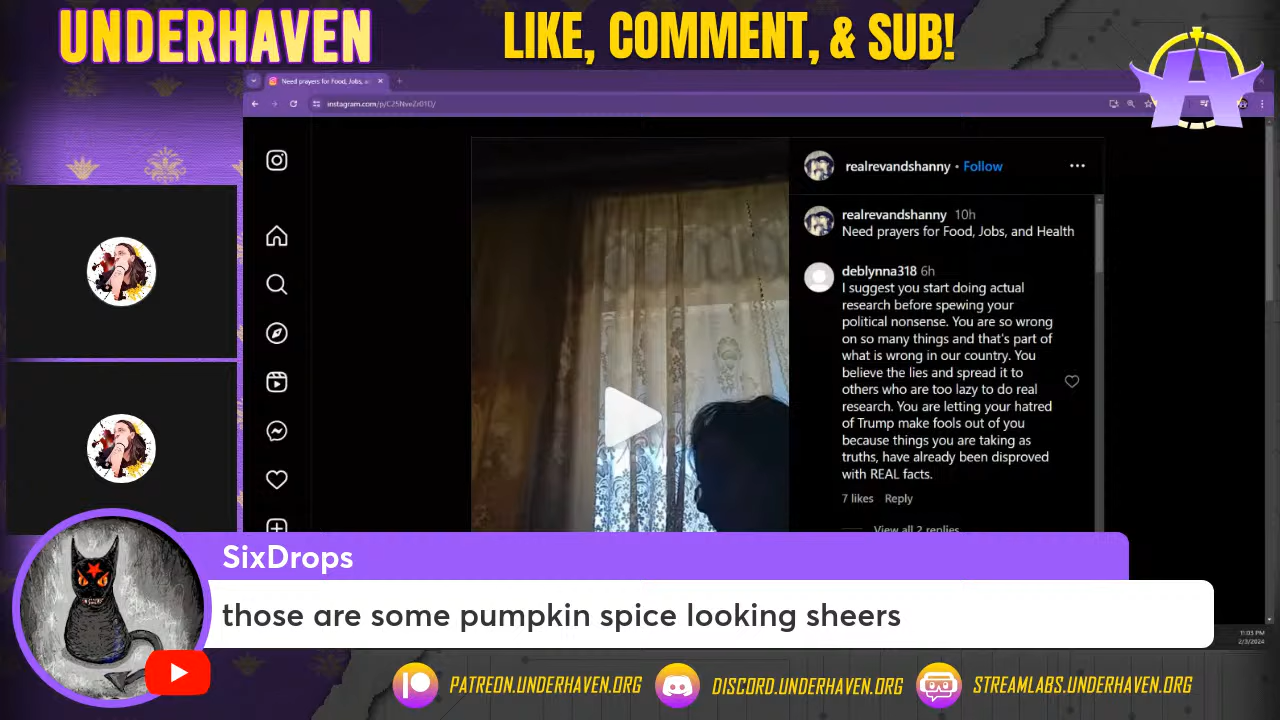 UNDERHAVEN
LIKE, COMMENT, & SUB!
Need prayers for Food, Jobs, a
instagram.com/p/C25NveZr01D/
realrevandshanny • Follow
realrevandshanny 10h
Need prayers for Food, Jobs, and Health
deblynna318 6h
I suggest you start doing actual
research before spewing your
political nonsense. You are so wrong
on so many things and that's part of
what is wrong in our country. You
believe the lies and spread it to
others who are too lazy to do real
research. You are letting your hatred
of Trump make fools out of you
because things you are taking as
truths, have already been disproved
with REAL facts.
7 likes Reply
View all 2 replies
SixDrops
those are some pumpkin spice looking sheers
11:03 PM
2/3/2024
PATREON.UNDERHAVEN.ORG
DISCORD.UNDERHAVEN.ORG
STREAMLABS.UNDERHAVEN.ORG